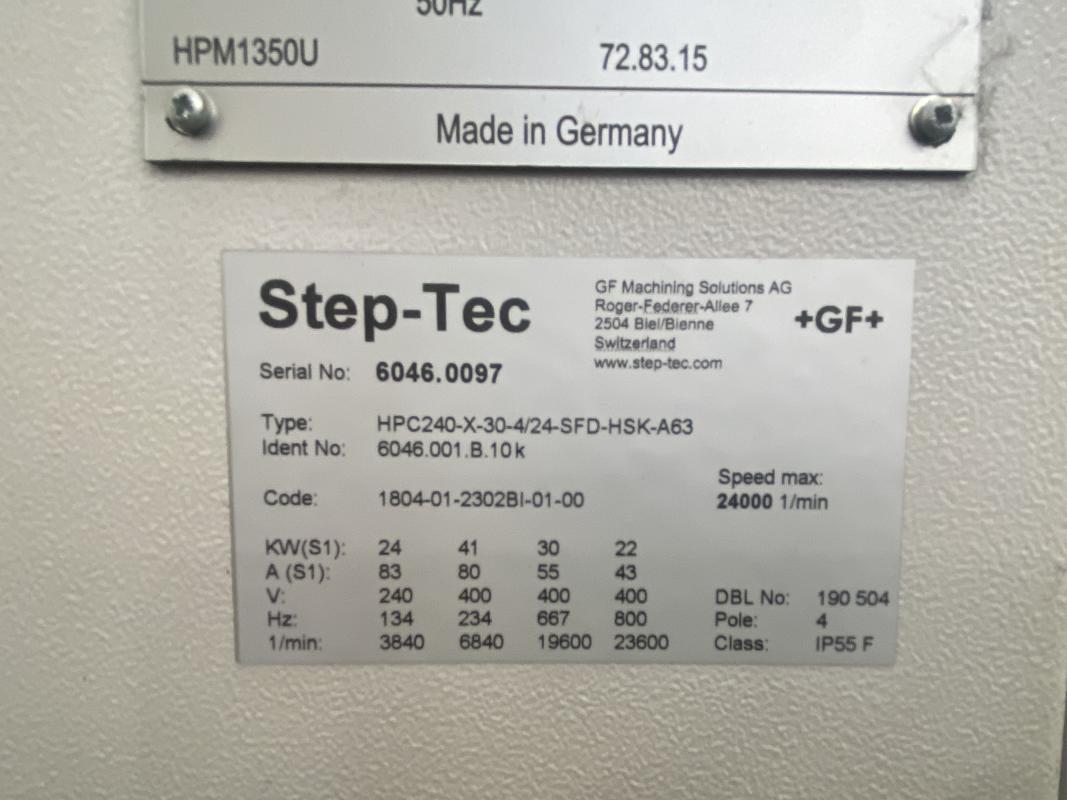 50Hz
HPM1350U 72.83.15
Made in Germany
Step-Tec
GF Machining Solutions AG
Roger-Federer-Allee 7
2504 Biel/Bienne
Switzerland
www.step-tec.com
+GF+
Serial No: 6046.0097
Type: HPC240-X-30-4/24-SFD-HSK-A63
Ident No: 6046.001.B.10k
Speed max:
Code: 1804-01-2302BI-01-00 24000 1/min
KW(S1): 24 41 30 22
A (S1): 83 80 55 43
V: 240 400 400 400 DBL No: 190 504
Hz: 134 234 667 800 Pole: 4
1/min: 3840 6840 19600 23600 Class: IP55 F